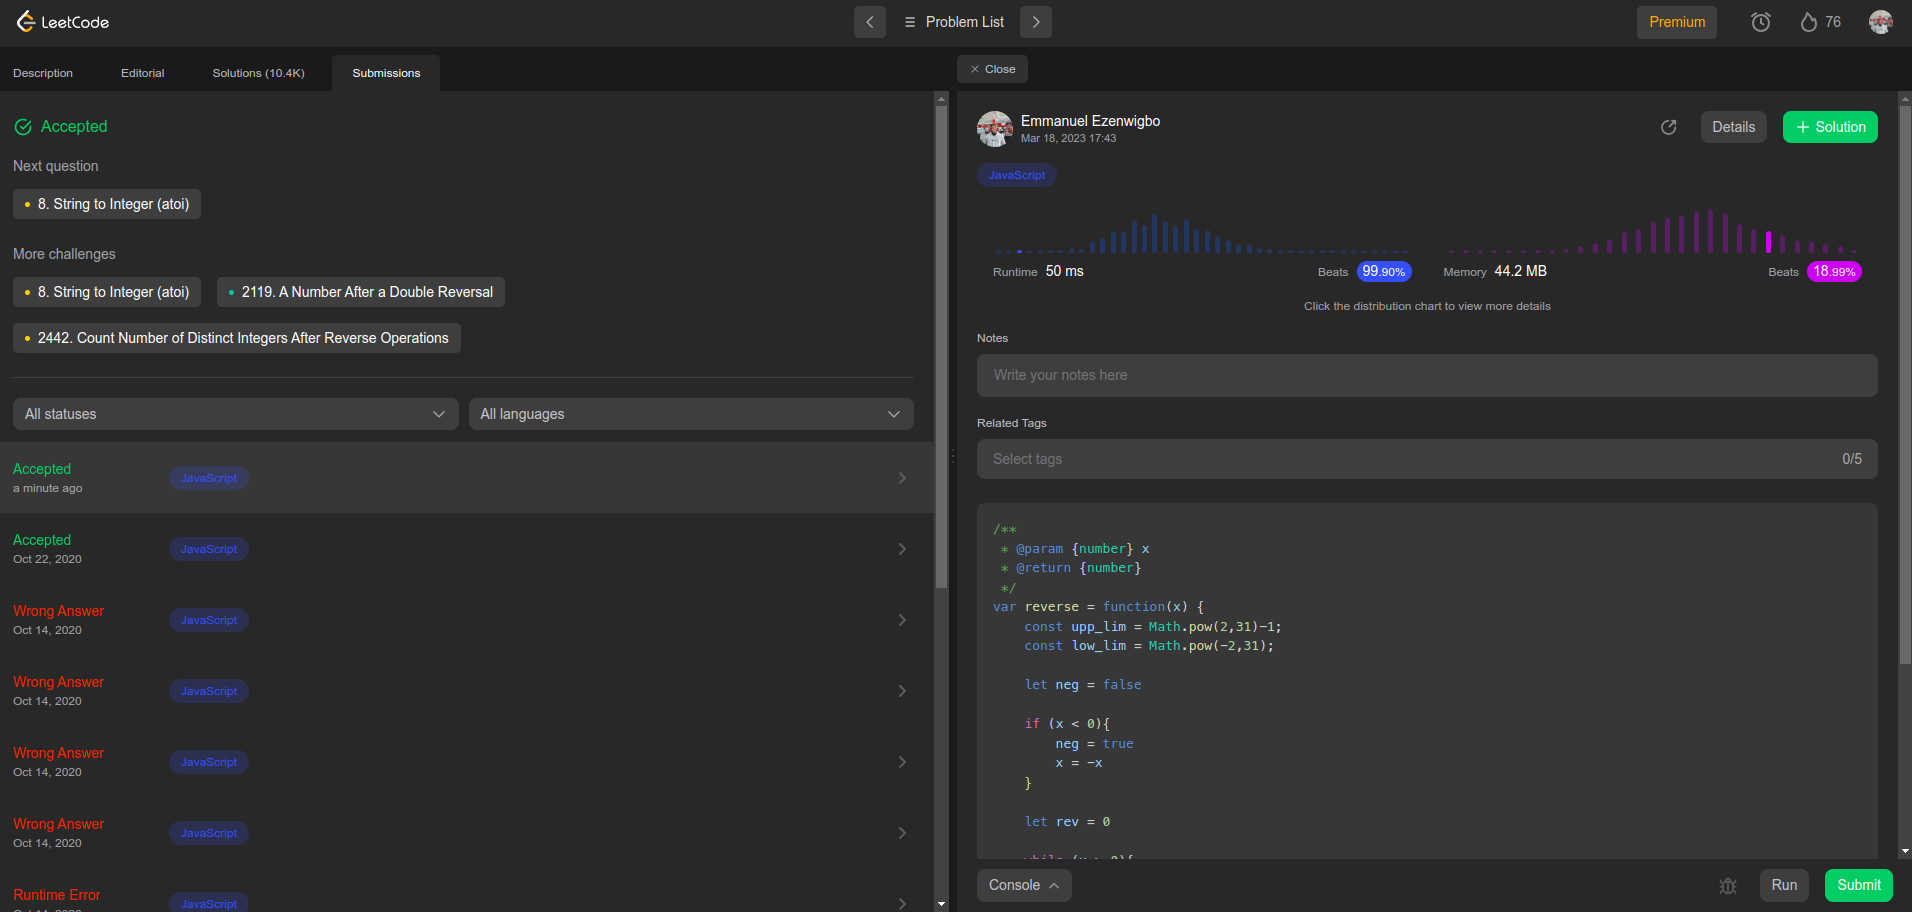 LeetCode
Problem List
Premium
76
Description
Editorial
Solutions (10.4K)
Submissions
Close
Accepted
Next question
8. String to Integer (atoi)
More challenges
8. String to Integer (atoi)
2119. A Number After a Double Reversal
2442. Count Number of Distinct Integers After Reverse Operations
All statuses
All languages
Accepted
a minute ago
JavaScript
Accepted
Oct 22, 2020
JavaScript
Wrong Answer
Oct 14, 2020
JavaScript
Wrong Answer
Oct 14, 2020
JavaScript
Wrong Answer
Oct 14, 2020
JavaScript
Wrong Answer
Oct 14, 2020
JavaScript
Runtime Error
JavaScript
Emmanuel Ezenwigbo
Mar 18, 2023 17:43
Details
+ Solution
JavaScript
Runtime 50 ms
Beats 99.90%
Memory 44.2 MB
Beats 18.99%
Click the distribution chart to view more details
Notes
Write your notes here
Related Tags
Select tags
0/5
/**
 * @param {number} x
 * @return {number}
 */
var reverse = function(x) {
    const upp_lim = Math.pow(2,31)-1;
    const low_lim = Math.pow(-2,31);
    let neg = false
    if (x < 0){
        neg = true
        x = -x
    }
    let rev = 0
Console
Run
Submit